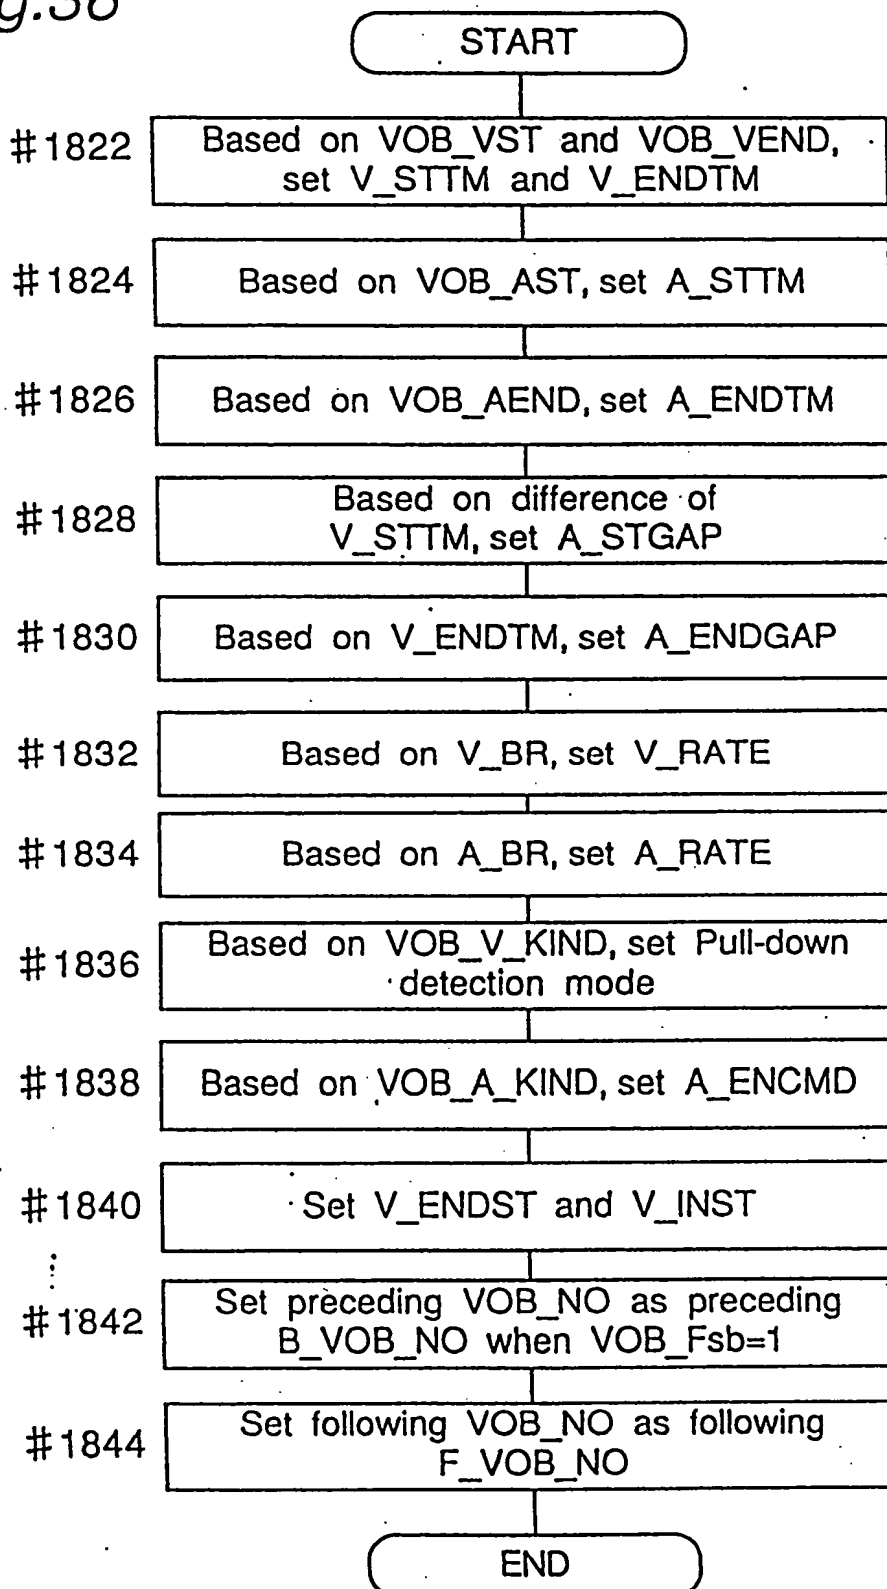 g.36
START
#1822
Based on VOB_VST and VOB_VEND,
set V_STTM and V_ENDTM
#1824
Based on VOB_AST, set A_STTM
#1826
Based on VOB_AEND, set A_ENDTM
#1828
Based on difference of
V_STTM, set A_STGAP
#1830
Based on V_ENDTM, set A_ENDGAP
#1832
Based on V_BR, set V_RATE
#1834
Based on A_BR, set A_RATE
#1836
Based on VOB_V_KIND, set Pull-down
detection mode
#1838
Based on VOB_A_KIND, set A_ENCMD
#1840
Set V_ENDST and V_INST
#1842
Set preceding VOB_NO as preceding
B_VOB_NO when VOB_Fsb=1
#1844
Set following VOB_NO as following
F_VOB_NO
END